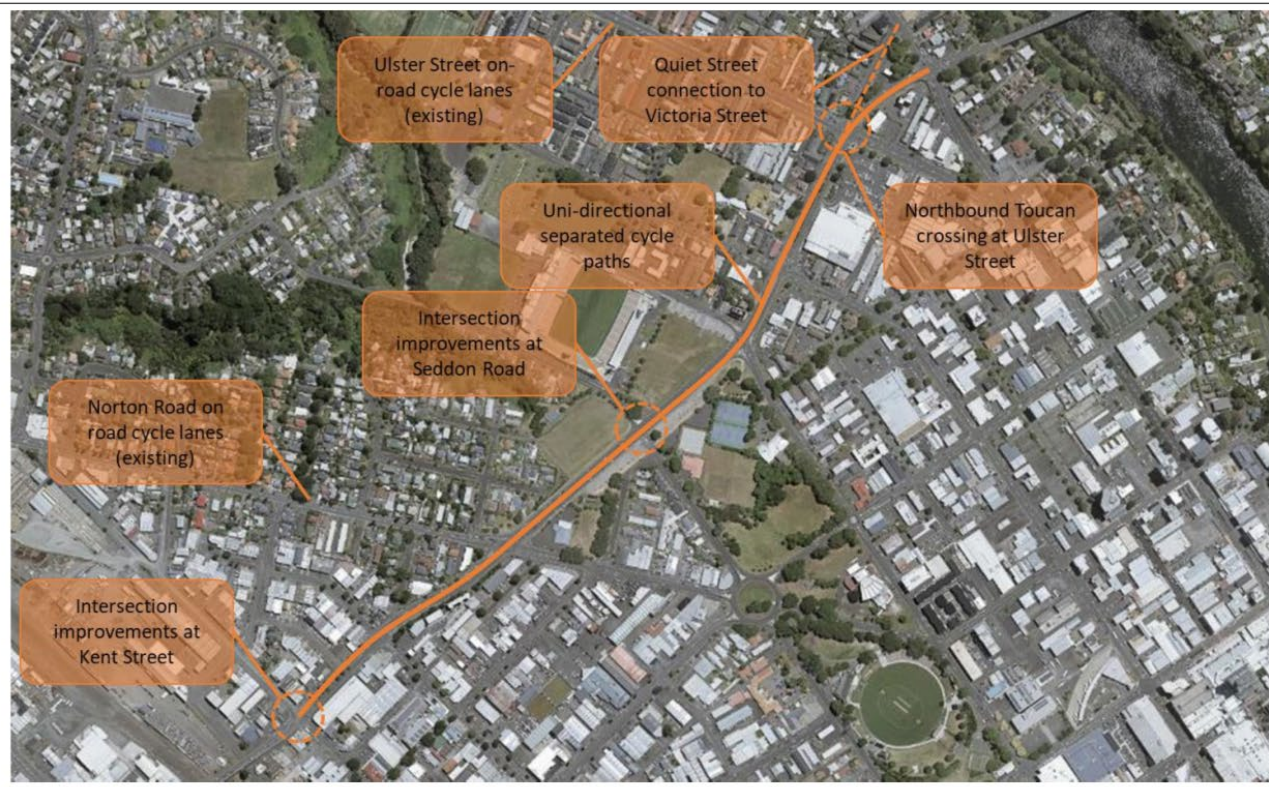 Ulster Street on-
road cycle lanes
(existing)
Quiet Street
connection to
Victoria Street
Uni-directional
separated cycle
paths
Northbound Toucan
crossing at Ulster
Street
Intersection
improvements at
Seddon Road
Norton Road on
road cycle lanes
(existing)
Intersection
improvements at
Kent Street